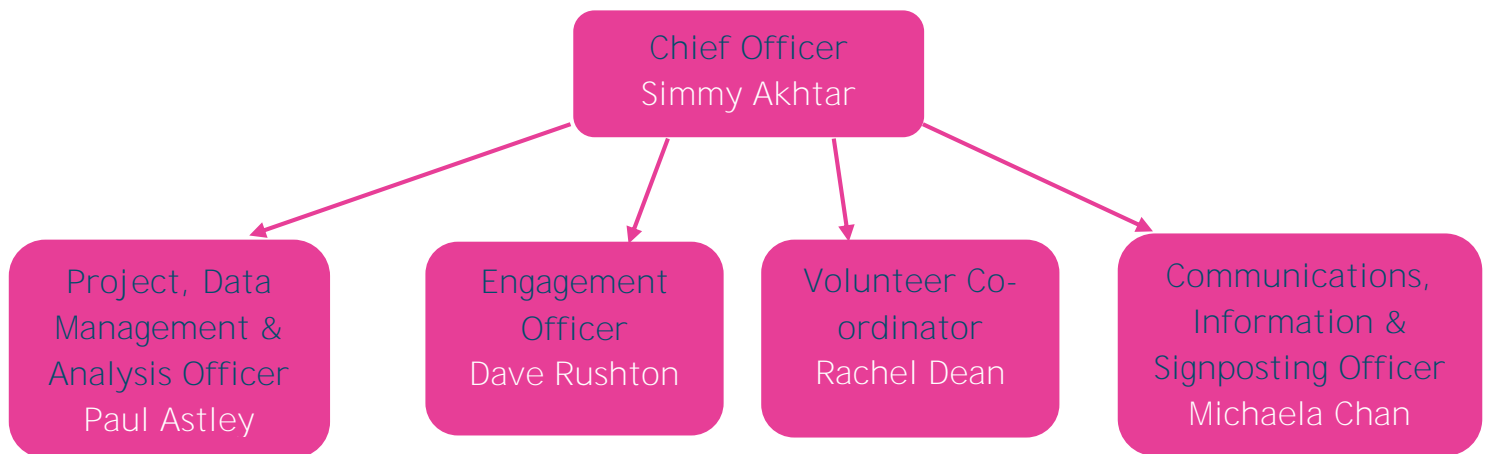 Chief Officer
Simmy Akhtar
Project, Data
Management &
Analysis Officer
Paul Astley
Engagement
Officer
Dave Rushton
Volunteer Co-
ordinator
Rachel Dean
Communications,
Information &
Signposting Officer
Michaela Chan